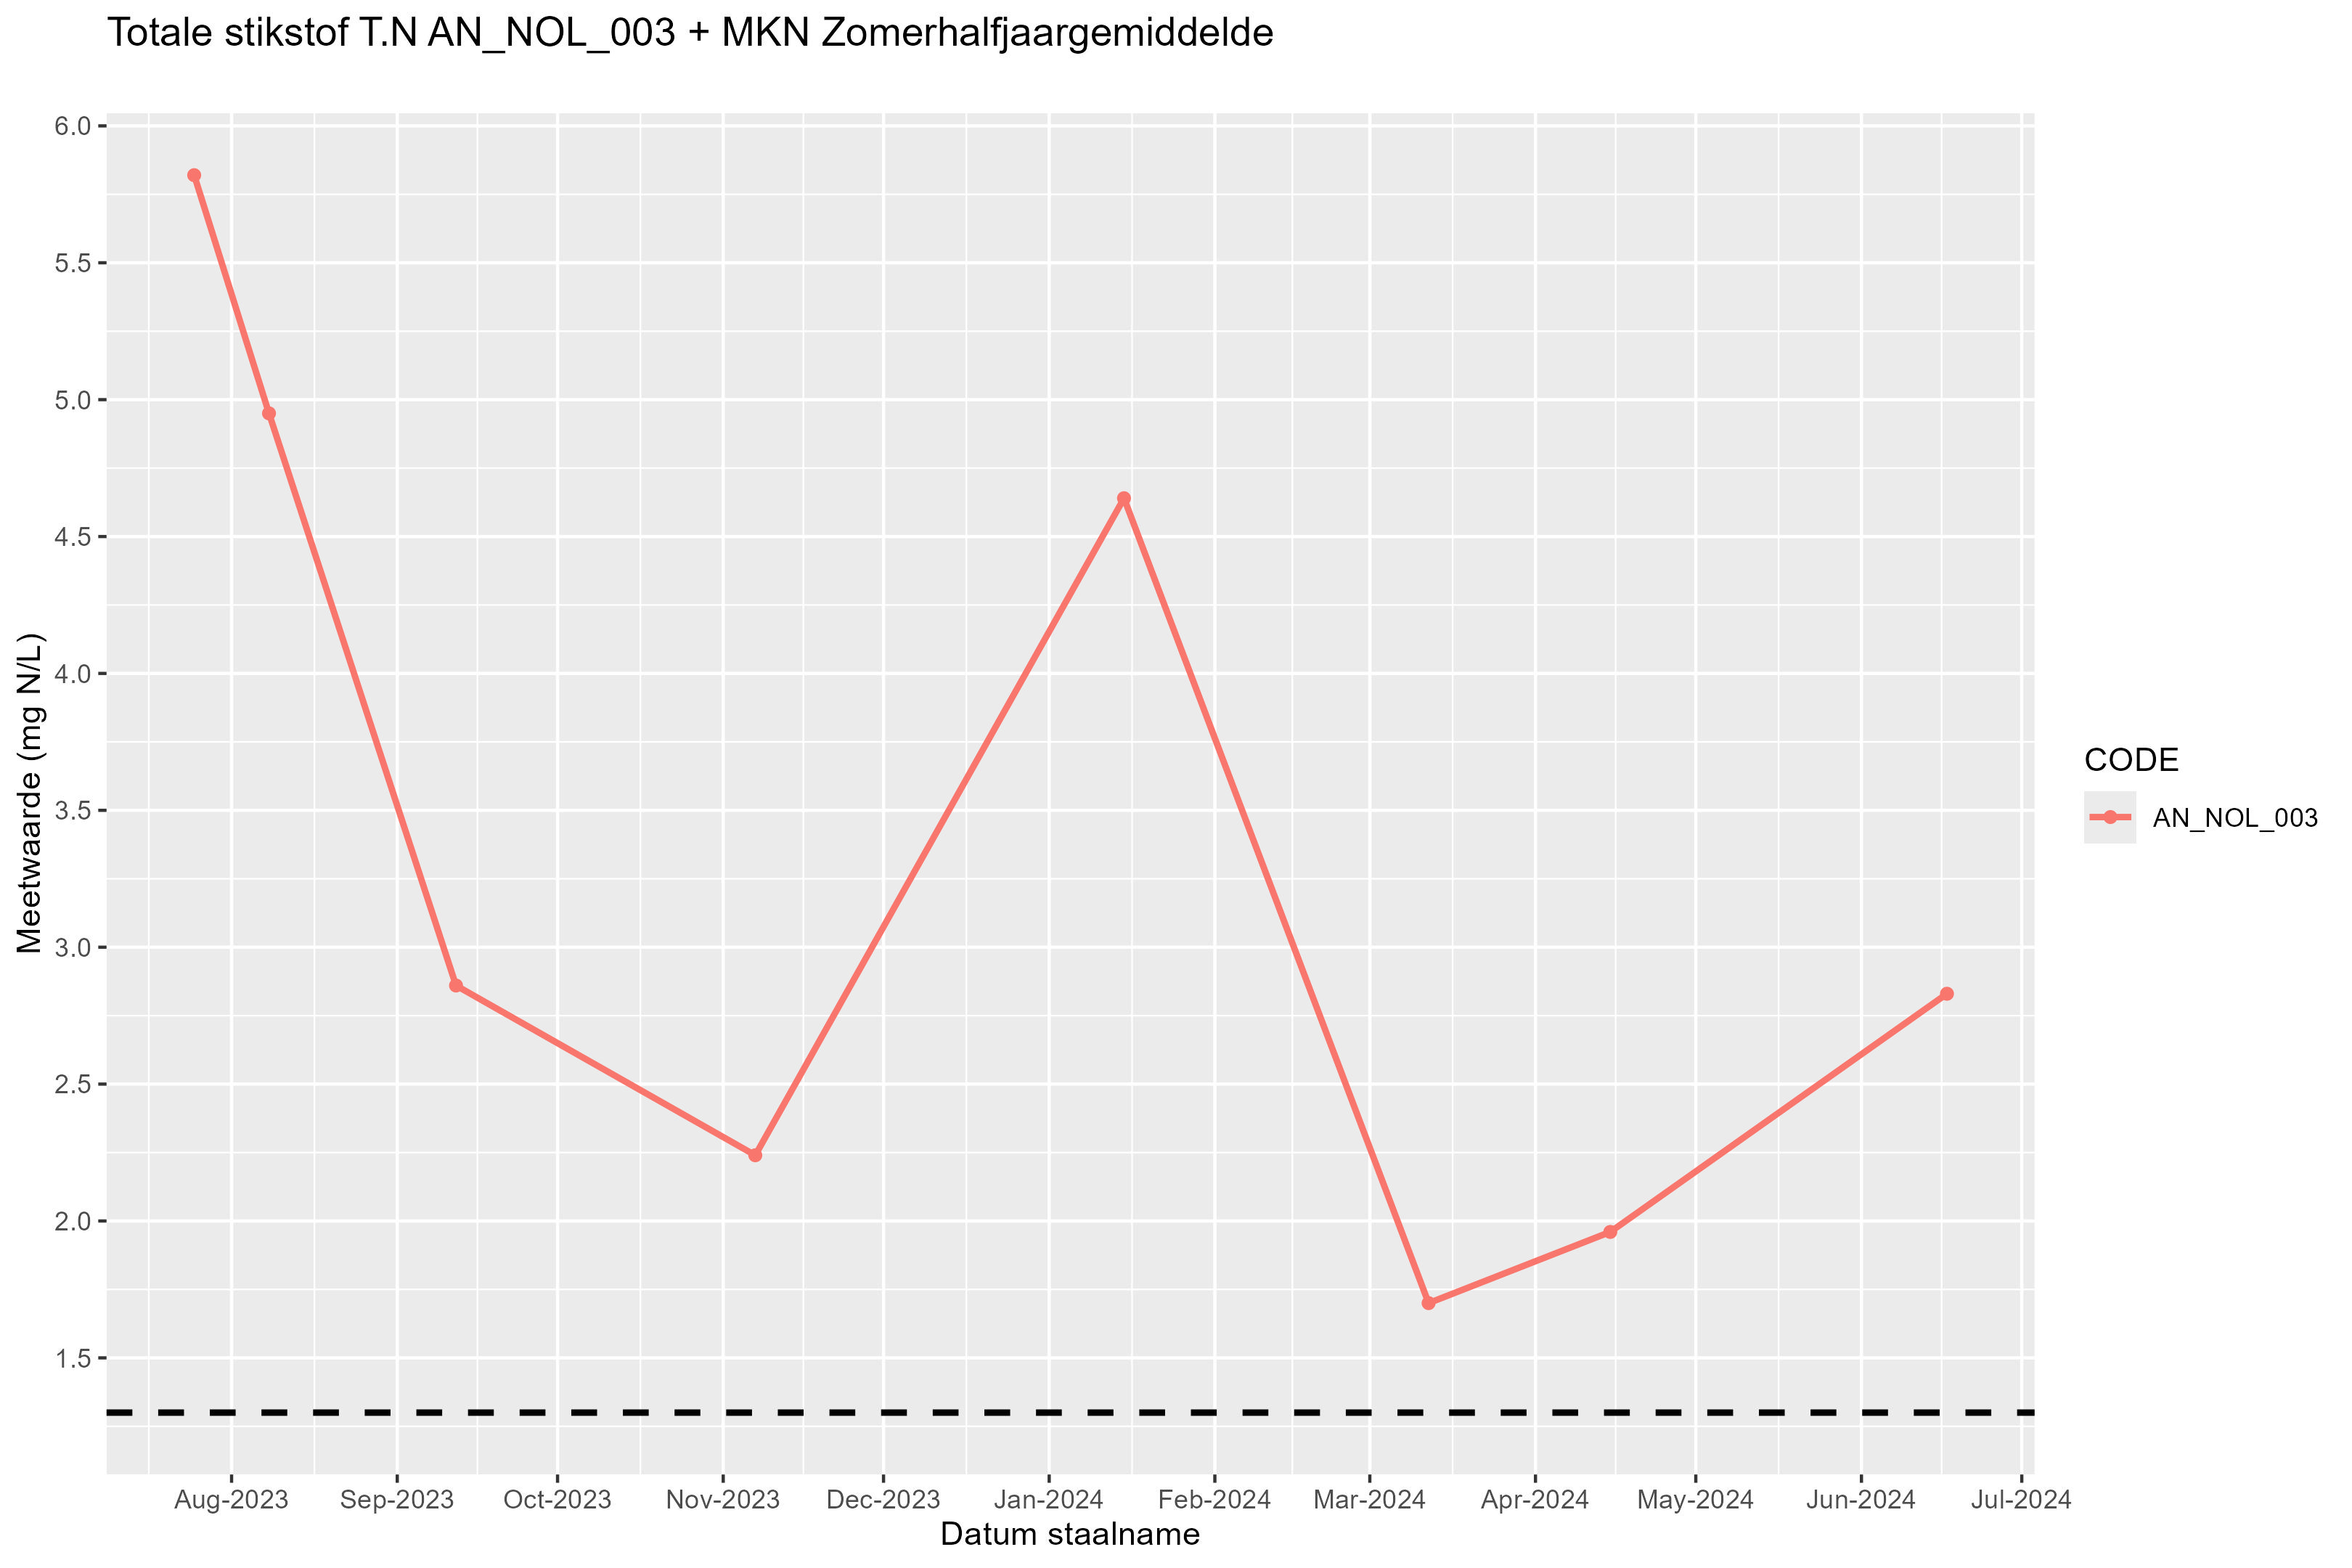 Totale stikstof T.N AN_NOL_003 + MKN Zomerhalfjaargemiddelde
6.0
5.5
5.0
4.5
4.0
3.5
3.0
2.5
2.0
1.5
Meetwaarde (mg N/L)
Aug-2023 Sep-2023 Oct-2023 Nov-2023 Dec-2023 Jan-2024 Feb-2024 Mar-2024 Apr-2024 May-2024 Jun-2024 Jul-2024
Datum staalname
CODE
AN_NOL_003